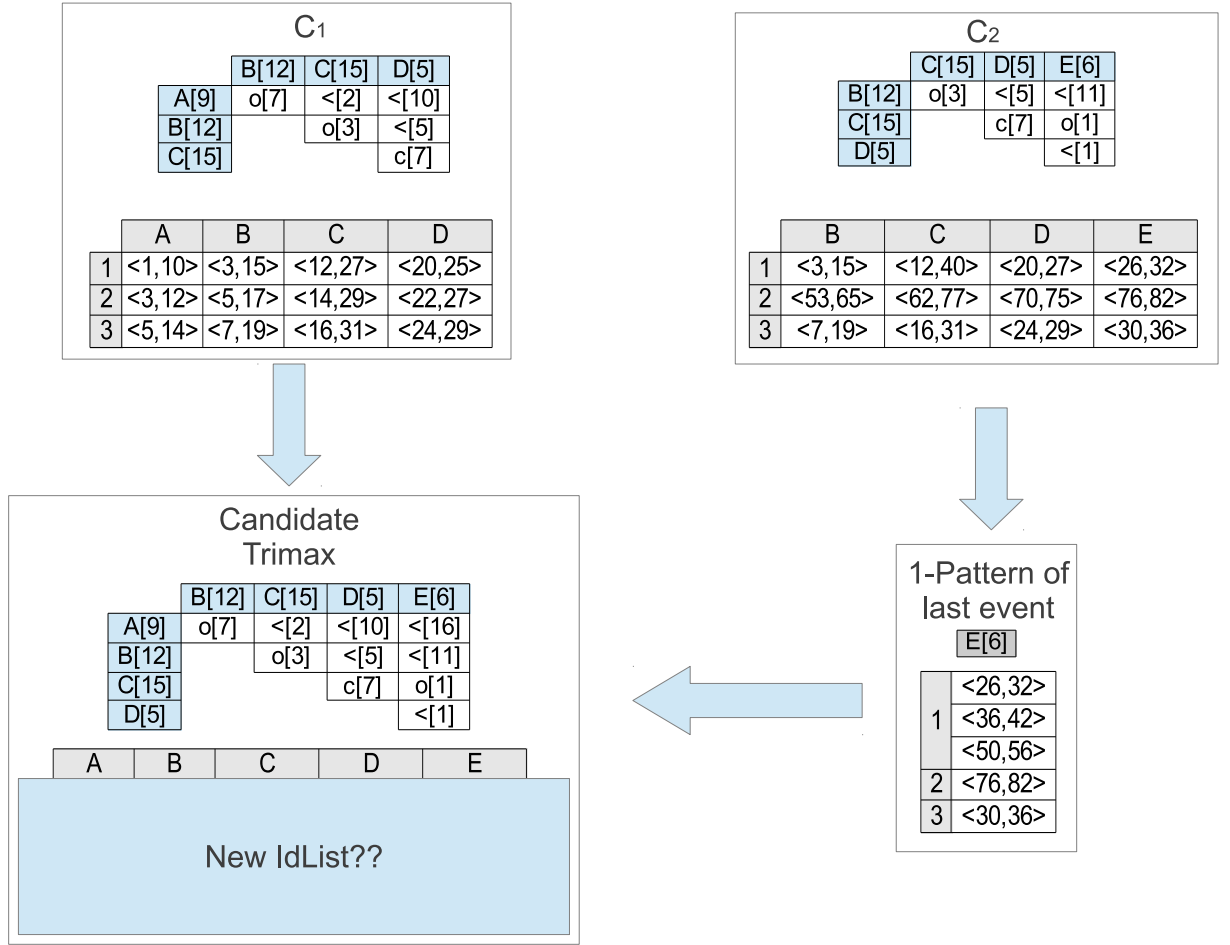 C1
B[12] C[15] D[5]
A[9] o[7] <[2] <[10]
B[12] o[3] <[5]
C[15] c[7]
A B C D
1 <1,10> <3,15> <12,27> <20,25>
2 <3,12> <5,17> <14,29> <22,27>
3 <5,14> <7,19> <16,31> <24,29>
C2
C[15] D[5] E[6]
B[12] o[3] <[5] <[11]
C[15] c[7] o[1]
D[5] <[1]
B C D E
1 <3,15> <12,40> <20,27> <26,32>
2 <53,65> <62,77> <70,75> <76,82>
3 <7,19> <16,31> <24,29> <30,36>
Candidate
Trimax
B[12] C[15] D[5] E[6]
A[9] o[7] <[2] <[10] <[16]
B[12] o[3] <[5] <[11]
C[15] c[7] o[1]
D[5] <[1]
A B C D E
New IdList??
1-Pattern of
last event
E[6]
<26,32>
1 <36,42>
<50,56>
2 <76,82>
3 <30,36>